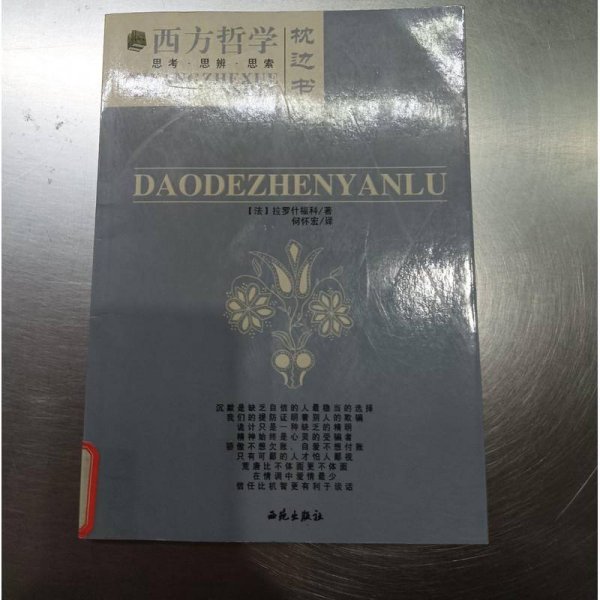 西方哲学
枕边书
思考·思辨·思索
DAODEZHENYANLU
【法】拉罗什福科/著
何怀宏/译
沉默是缺乏自信的人最稳当的选择
我们的提防证明着别人的欺骗
诡计只是一种缺乏的精明
精神始终是心灵的受骗者
骄傲不想欠账，自爱不想付账
只有可鄙的人才怕人鄙视
荒唐比不体面更不体面
在情调中爱情最少
信任比机智更有利于谈话
西苑出版社